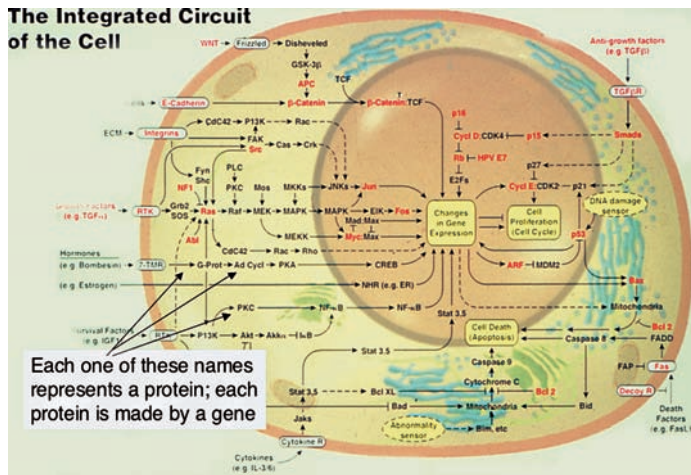 The Integrated Circuit
of the Cell
WNT
Frizzled
Disheveled
GSK-3β
APC
TCF
E-Cadherin
β-Catenin
β-Catenin:TCF
ECM
Integrins
CdC42
PI3K
Rac
FAK
Src
Cas
Crk
Fyn
Shc
PLC
NF1
PKC
Mos
MKKs
JNKs
Jun
(e.g. TGFα)
RTK
Grb2
SOS
Ras
Raf
MEK
MAPK
MAPK
ElK
Fos
Mad:Max
MEKK
Myc:Max
Abl
CdC42
Rac
Rho
Hormones
(e.g. Bombesin)
7-TMR
G-Prot
Ad Cycl
PKA
CREB
(e.g. Estrogen)
NHR (e.g. ER)
PKC
NF-κB
NF-κB
(e.g. IGF1
RTK
P13K
Akt
Akkα
IκB
Stat 3,5
Stat 3,5
Stat 3,5
Bcl XL
Jaks
Bad
Cytokine R
Cytokines
(e.g. IL-3/6)
Anti-growth factors
(e.g. TGFβ)
TGFβR
p16
Cycl D:CDK4
p15
Smads
Rb
HPV E7
p27
E2Fs
Cycl E:CDK2
p21
Changes
in Gene
Expression
Cell
Proliferation
(Cell Cycle)
DNA damage
sensor
p53
ARF
MDM2
Bax
Mitochondria
Bcl 2
Cell Death
(Apoptosis)
Caspase 8
FADD
Caspase 9
FAP
Fas
Cytochrome C
Bcl 2
Decoy R
Mitochondria
Bid
Death
Factors
(e.g. FasL)
Abnormality
sensor
Bim, etc
Each one of these names
represents a protein; each
protein is made by a gene